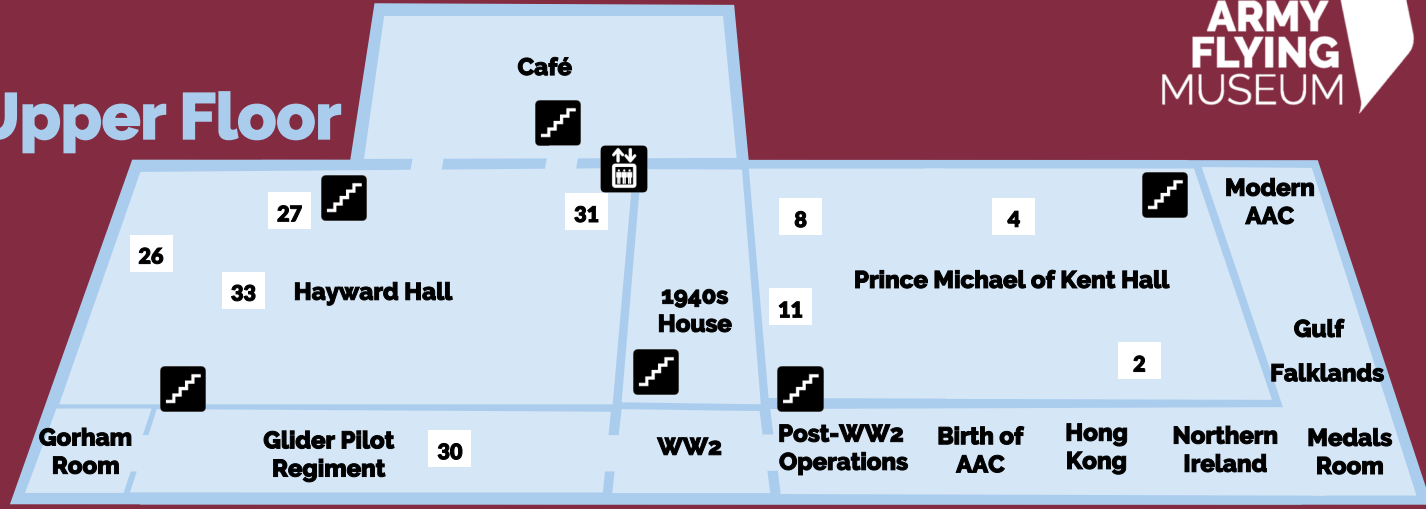 ARMY
FLYING
MUSEUM
Upper Floor
Café
27
31
8
4
Modern
AAC
26
33
Hayward Hall
1940s
House
11
Prince Michael of Kent Hall
2
Gulf
Falklands
Gorham
Room
Glider Pilot
Regiment
30
WW2
Post-WW2
Operations
Birth of
AAC
Hong
Kong
Northern
Ireland
Medals
Room